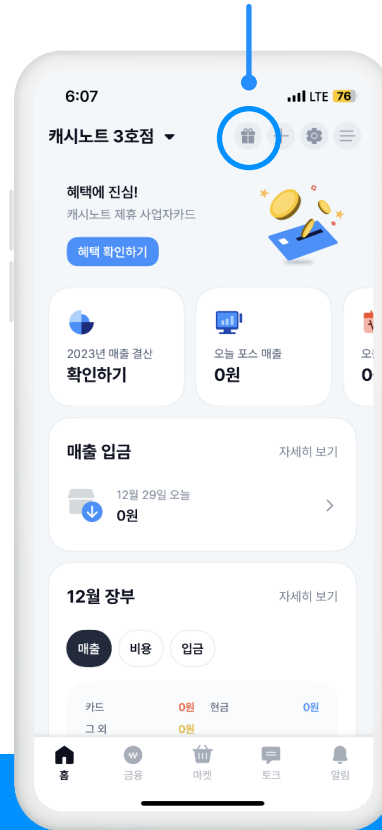 6:07
LTE 76
캐시노트 3호점
혜택에 진심!
캐시노트 제휴 사업자카드
혜택 확인하기
2023년 매출 결산
확인하기
오늘 포스 매출
0원
매출 입금
자세히 보기
12월 29일 오늘
0원
12월 장부
자세히 보기
매출 비용 입금
카드 0원 현금 0원
그 외 0원
홈 금융 마켓 토크 알림